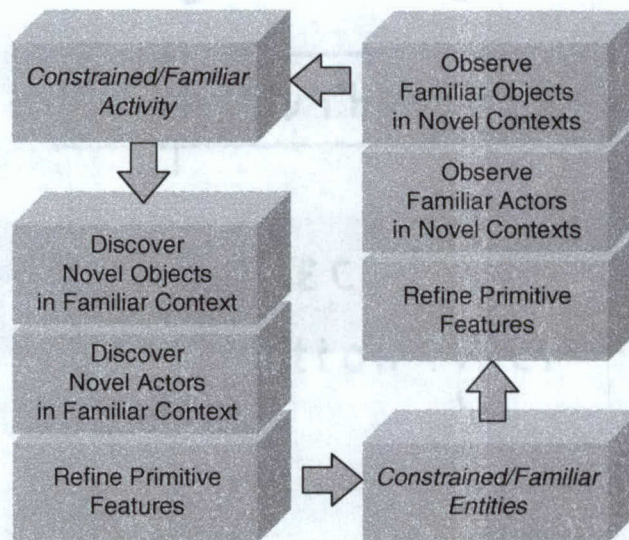 Constrained/Familiar
Activity
Discover
Novel Objects
in Familiar Context
Discover
Novel Actors
in Familiar Context
Refine Primitive
Features
Constrained/Familiar
Entities
Observe
Familiar Objects
in Novel Contexts
Observe
Familiar Actors
in Novel Contexts
Refine Primitive
Features